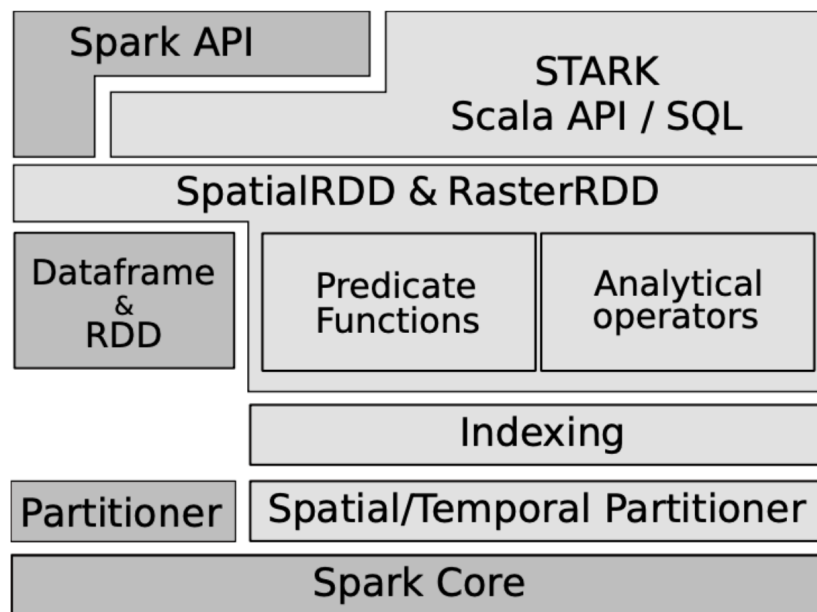 Spark API
STARK
Scala API / SQL
SpatialRDD & RasterRDD
Dataframe
&
RDD
Predicate
Functions
Analytical
operators
Indexing
Partitioner
Spatial/Temporal Partitioner
Spark Core